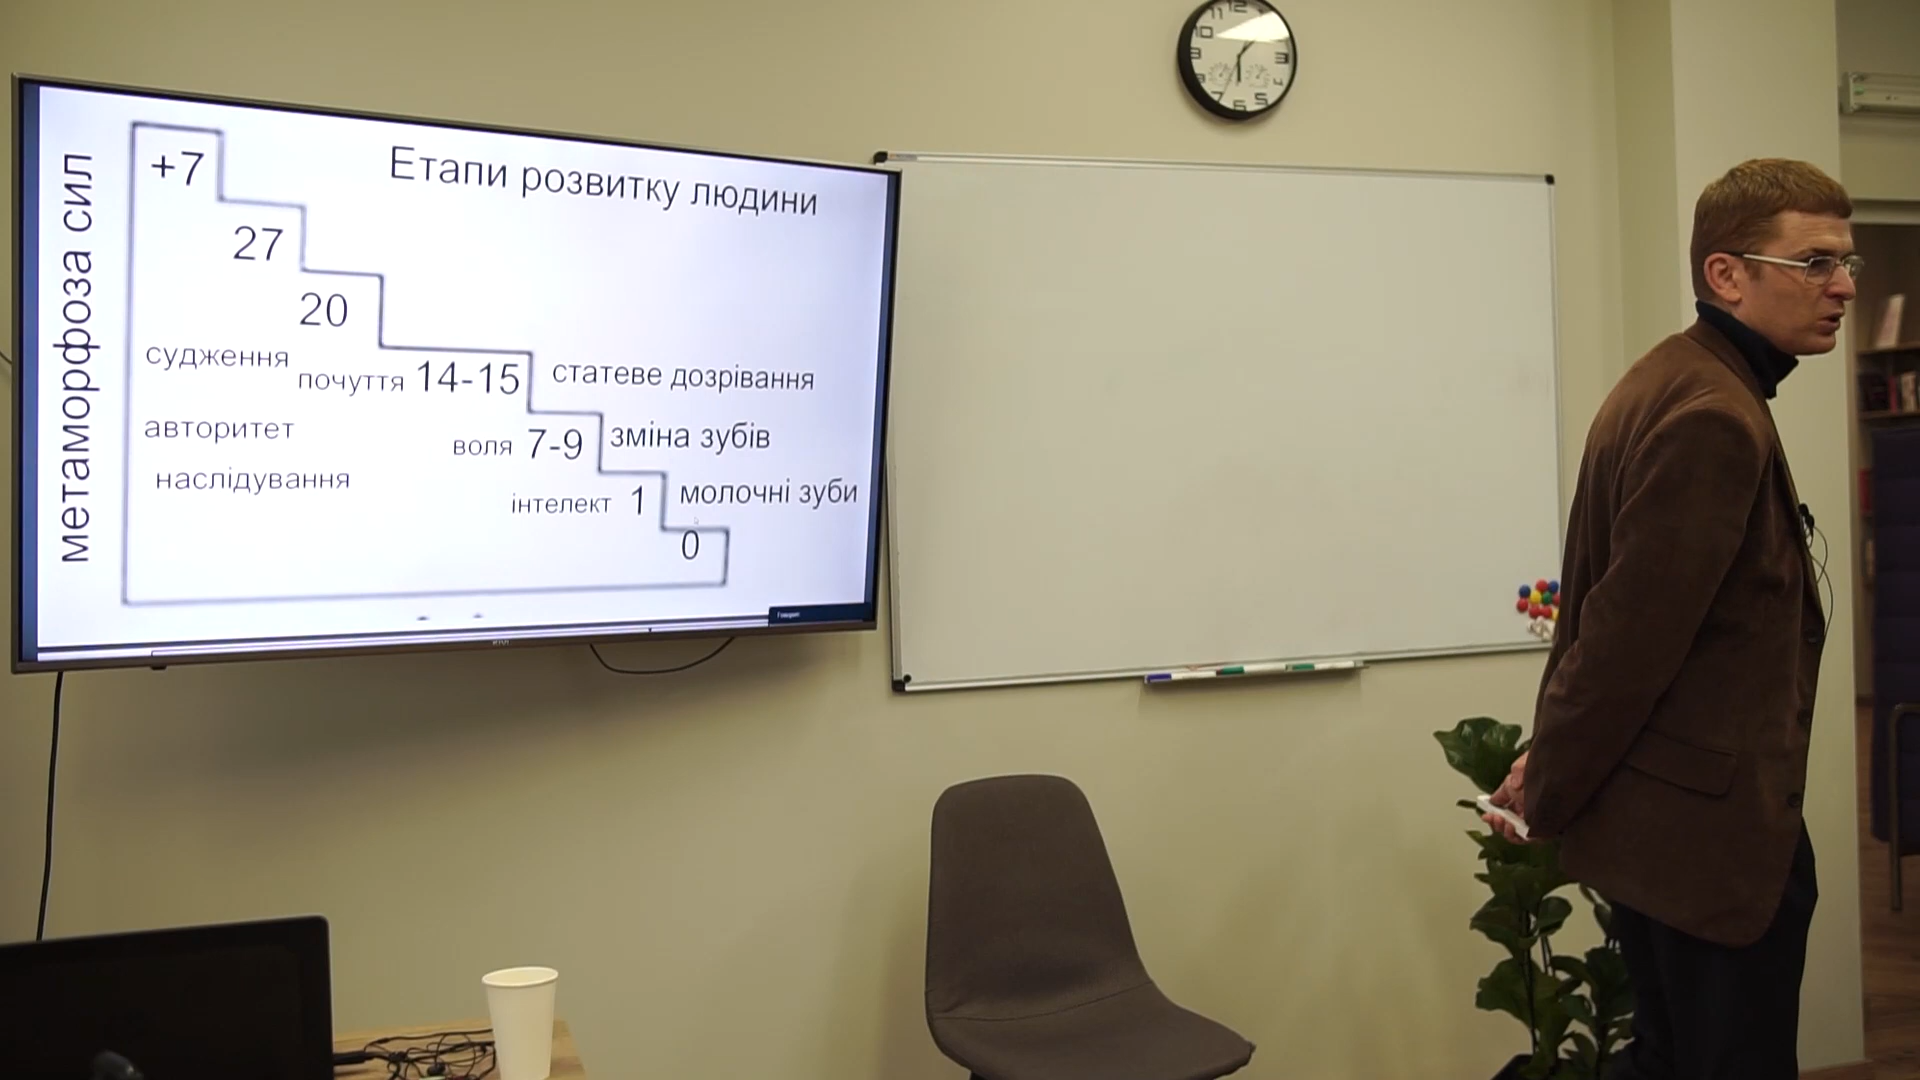 Етапи розвитку людини
метаморфоза сил
+7
27
20
судження почуття 14-15 статеве дозрівання
авторитет воля 7-9 зміна зубів
наслідування інтелект 1 молочні зуби
0